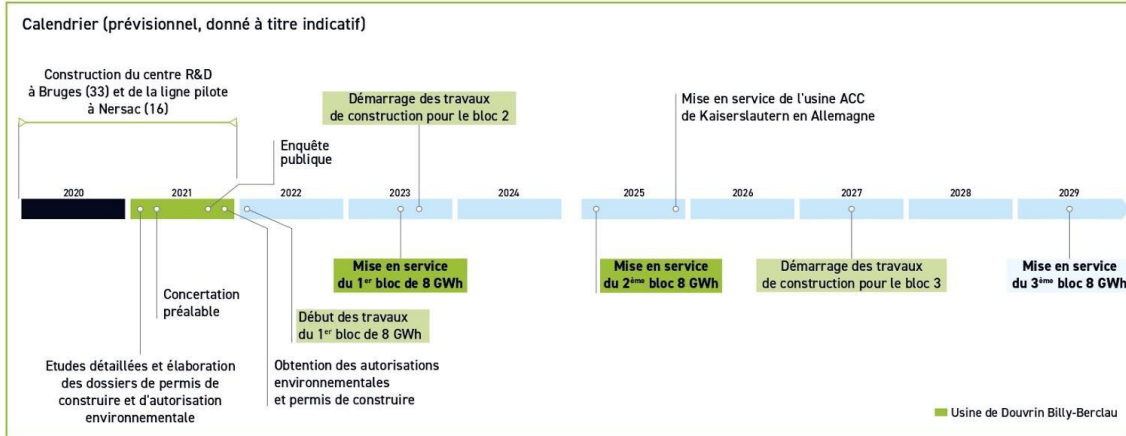 Calendrier (prévisionnel, donné à titre indicatif)
Construction du centre R&D
à Bruges (33) et de la ligne pilote
à Nersac (16)
Démarrage des travaux
de construction pour le bloc 2
Mise en service de l'usine ACC
de Kaiserslautern en Allemagne
Enquête
publique
2020
2021
2022
2023
2024
2025
2026
2027
2028
2029
Mise en service
du 1er bloc de 8 GWh
Mise en service
du 2ème bloc 8 GWh
Démarrage des travaux
de construction pour le bloc 3
Mise en service
du 3ème bloc 8 GWh
Concertation
préalable
Début des travaux
du 1er bloc de 8 GWh
Etudes détaillées et élaboration
des dossiers de permis de
construire et d'autorisation
environnementale
Obtention des autorisations
environnementales
et permis de construire
Usine de Douvrin Billy-Berclau